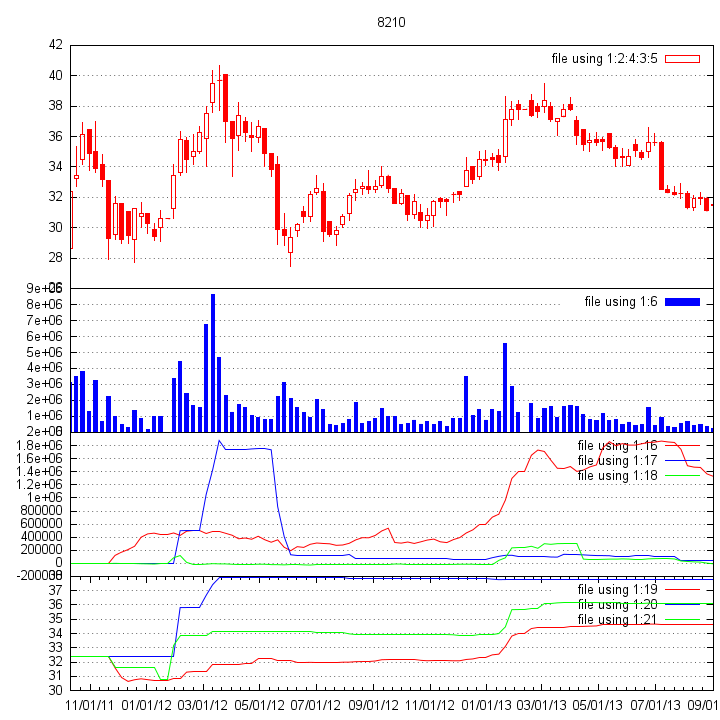 8210
42
file using 1:2:4:3:5
40
38
36
34
32
30
28
9e+06
file using 1:6
8e+06
7e+06
6e+06
5e+06
4e+06
3e+06
2e+06
1e+06
file using 1:16
1.8e+06
file using 1:17
1.6e+06
file using 1:18
1.4e+06
1.2e+06
1e+06
800000
600000
400000
200000
0
-200000
37
file using 1:19
36
file using 1:20
35
file using 1:21
34
33
32
31
30
11/01/11 01/01/12 03/01/12 05/01/12 07/01/12 09/01/12 11/01/12 01/01/13 03/01/13 05/01/13 07/01/13 09/01